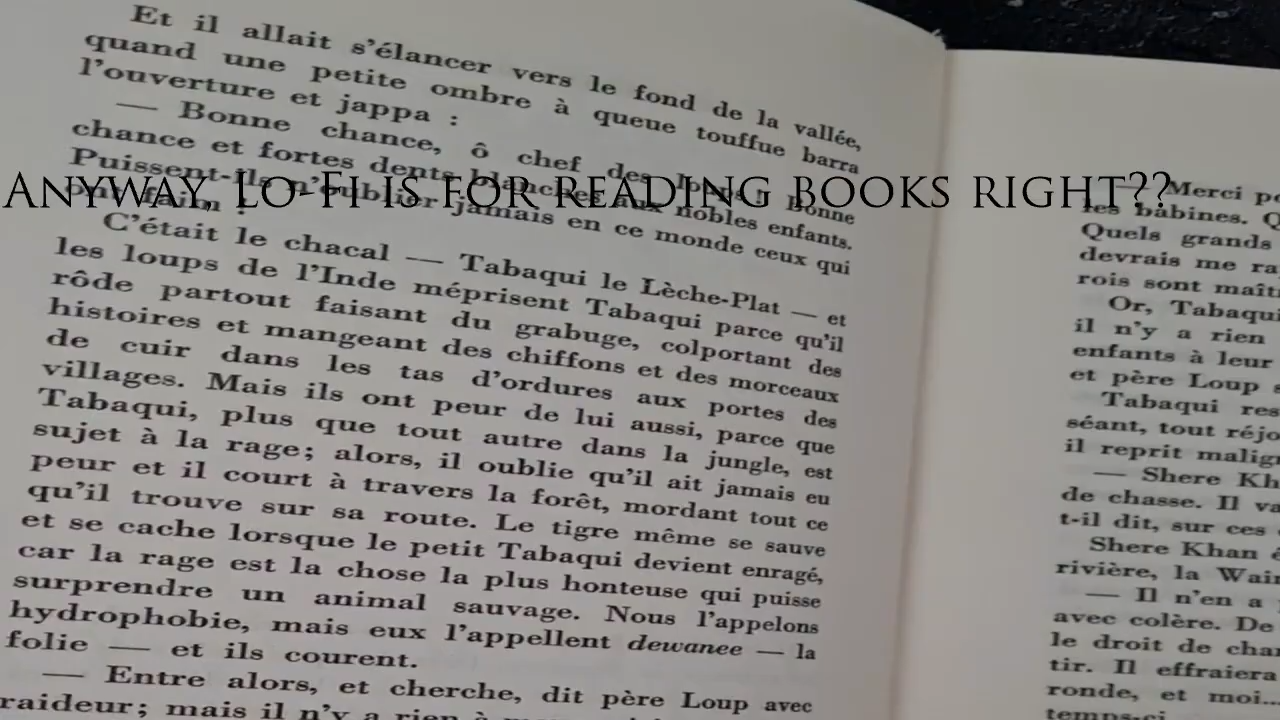 Et il allait s'élancer vers le fond de la vallée,
quand une petite ombre à queue touffue barra
l'ouverture et jappa :
— Bonne chance, ô chef des loups ! Bonne
chance et fortes dents blanches aux nobles enfants.
Puissent-ils n'oublier jamais en ce monde ceux qui
ont faim !
ANYWAY, LO-FI IS FOR READING BOOKS RIGHT??
C'était le chacal — Tabaqui le Lèche-Plat — et
les loups de l'Inde méprisent Tabaqui parce qu'il
rôde partout faisant du grabuge, colportant des
histoires et mangeant des chiffons et des morceaux
de cuir dans les tas d'ordures aux portes des
villages. Mais ils ont peur de lui aussi, parce que
Tabaqui, plus que tout autre dans la jungle, est
sujet à la rage; alors, il oublie qu'il ait jamais eu
peur et il court à travers la forêt, mordant tout ce
qu'il trouve sur sa route. Le tigre même se sauve
et se cache lorsque le petit Tabaqui devient enragé,
car la rage est la chose la plus honteuse qui puisse
surprendre un animal sauvage. Nous l'appelons
hydrophobie, mais eux l'appellent dewanee — la
folie — et ils courent.
— Entre alors, et cherche, dit père Loup avec
raideur; mais il n'y a rien à
— Merci
les babines.
Quels grands
devrais me
rois sont
Or, Tabaqui
il n'y a rien
enfants à leur
et père Loup
Tabaqui
séant, tout
il reprit
— Shere
de chasse. Il
t-il dit, sur ces
Shere Khan
rivière, la
— Il n'en a
avec colère. De
le droit de
tir. Il effraiera
ronde, et moi...